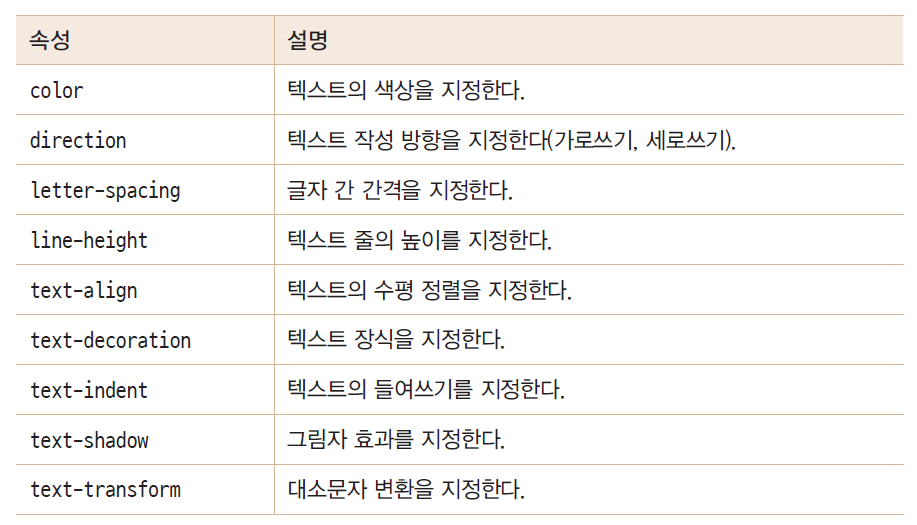 속성 설명
color 텍스트의 색상을 지정한다.
direction 텍스트 작성 방향을 지정한다(가로쓰기, 세로쓰기).
letter-spacing 글자 간 간격을 지정한다.
line-height 텍스트 줄의 높이를 지정한다.
text-align 텍스트의 수평 정렬을 지정한다.
text-decoration 텍스트 장식을 지정한다.
text-indent 텍스트의 들여쓰기를 지정한다.
text-shadow 그림자 효과를 지정한다.
text-transform 대소문자 변환을 지정한다.